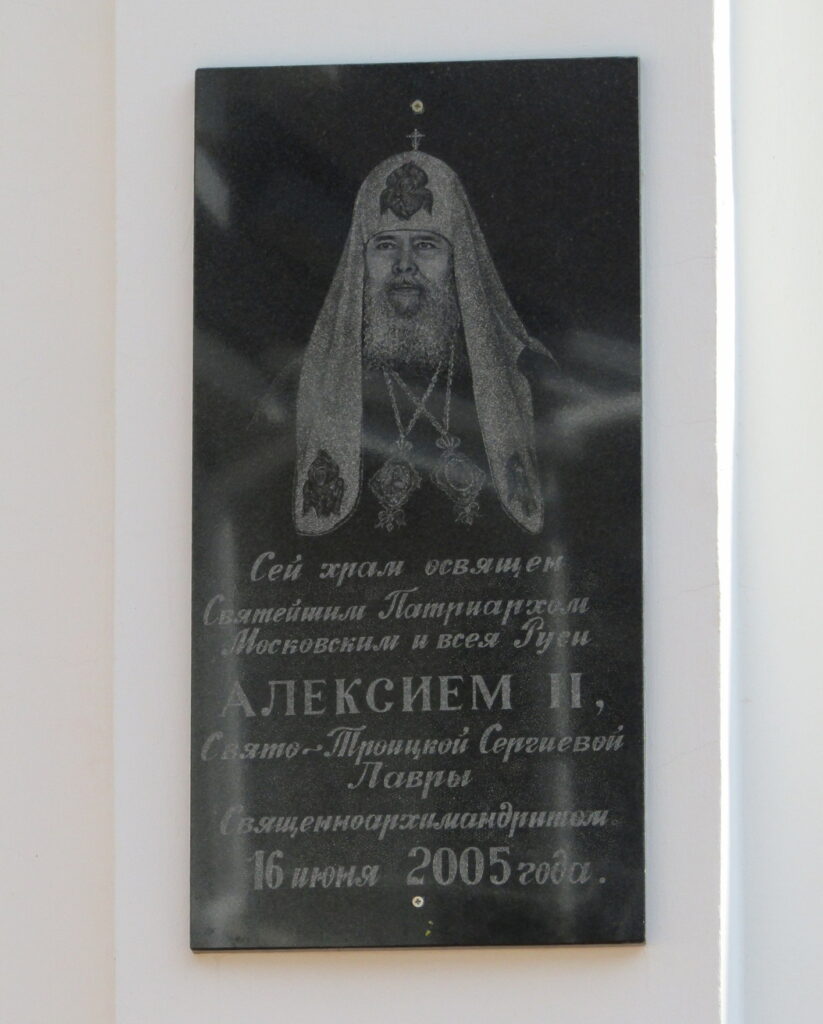 Сей храм освящен
Святейшим Патриархом
Московским и всея Руси
АЛЕКСИЕМ II,
Свято-Троицкой Сергиевой
Лавры
Священноархимандритом
16 июня 2005 года.